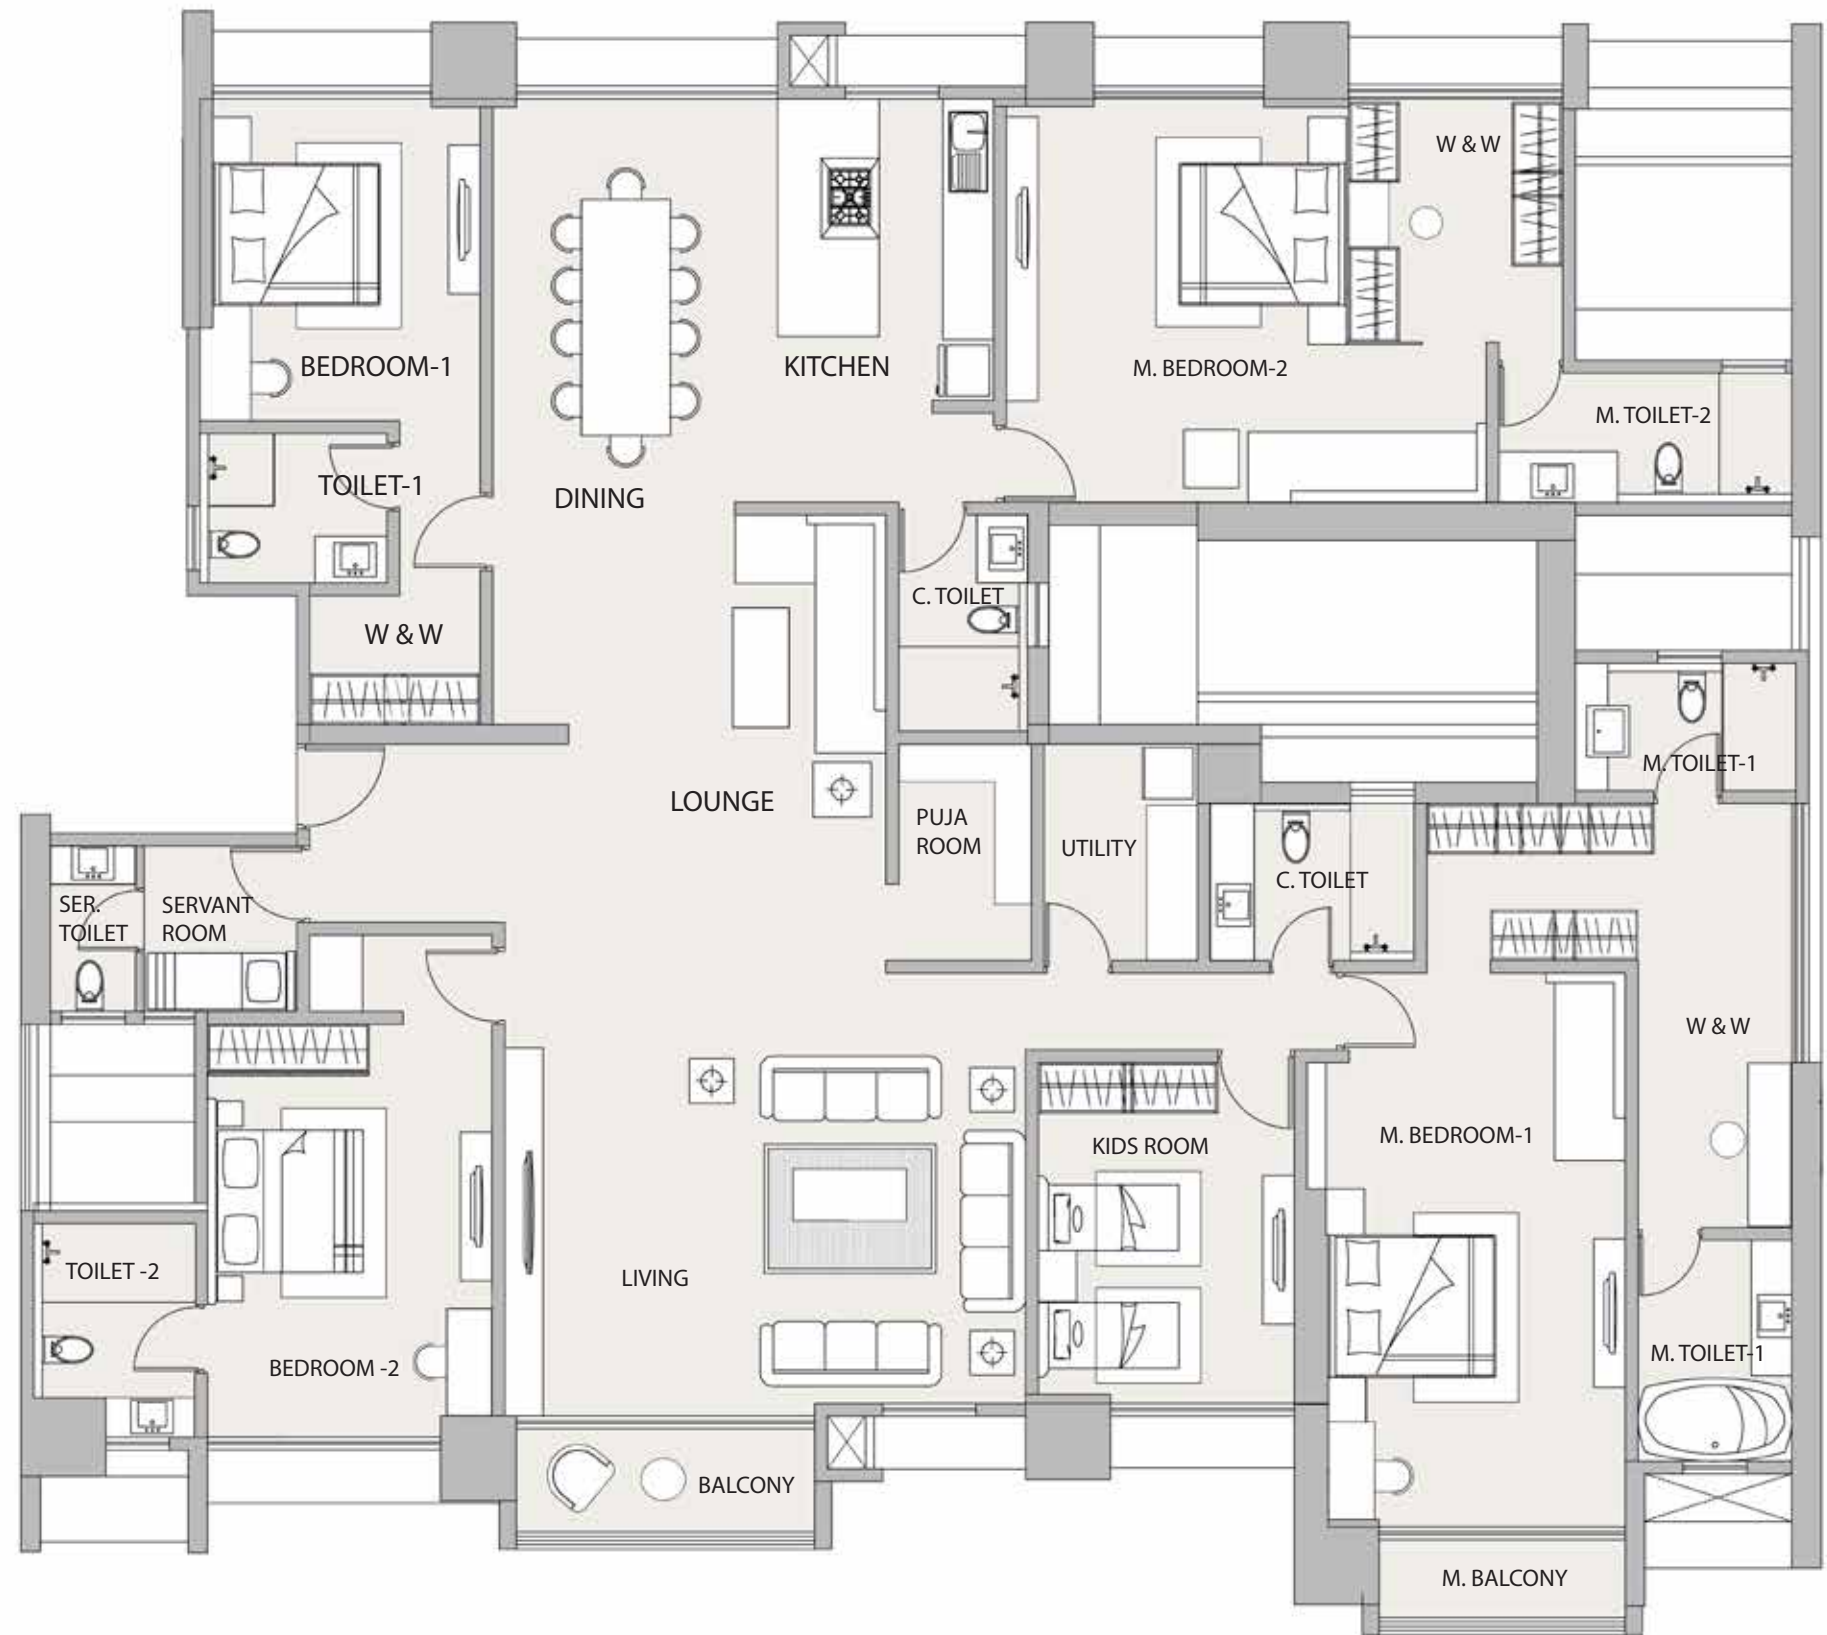 W & W
BEDROOM-1
KITCHEN
M. BEDROOM-2
M. TOILET-2
TOILET-1
DINING
C. TOILET
W & W
M. TOILET-1
LOUNGE
PUJA
ROOM
UTILITY
C. TOILET
SER.
TOILET
SERVANT
ROOM
W & W
M. BEDROOM-1
KIDS ROOM
TOILET -2
LIVING
M. TOILET-1
BEDROOM -2
BALCONY
M. BALCONY